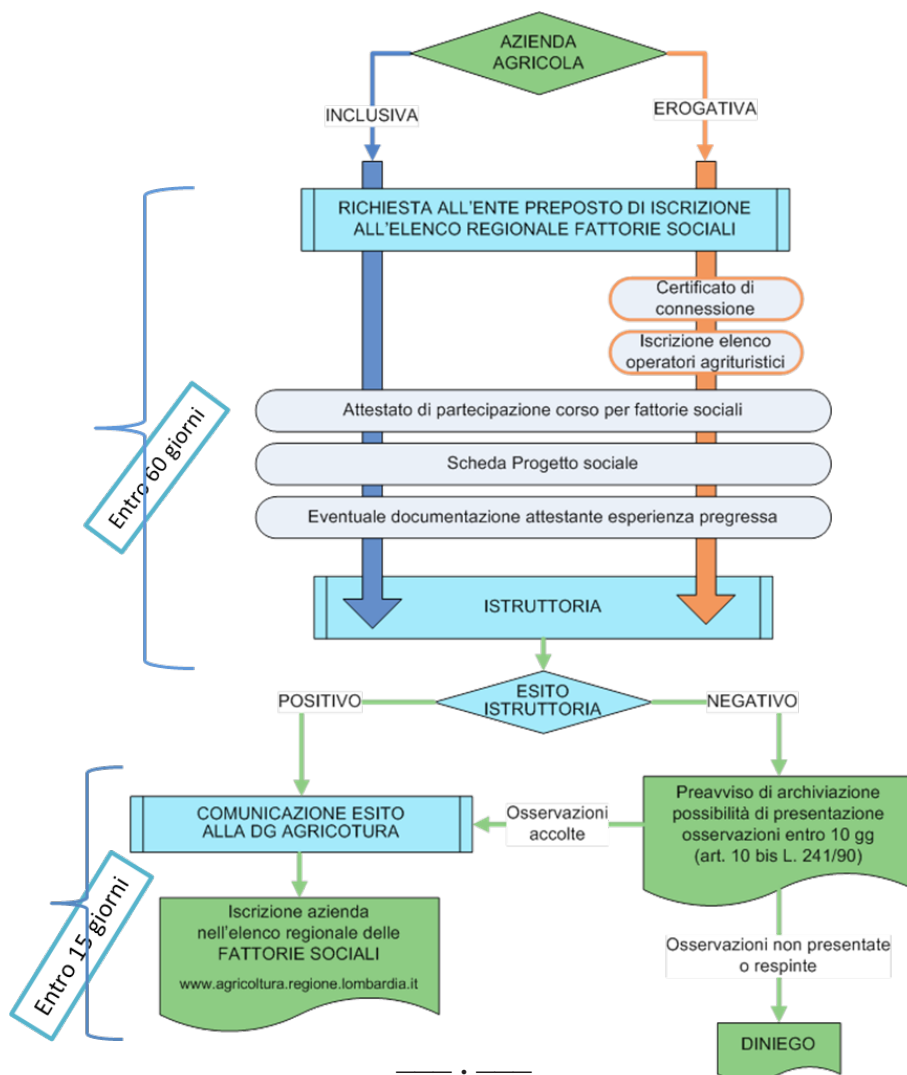 AZIENDA
AGRICOLA
INCLUSIVA
EROGATIVA
RICHIESTA ALL'ENTE PREPOSTO DI ISCRIZIONE
ALL'ELENCO REGIONALE FATTORIE SOCIALI
Certificato di
connessione
Iscrizione elenco
operatori agrituristici
Attestato di partecipazione corso per fattorie sociali
Scheda Progetto sociale
Eventuale documentazione attestante esperienza pregressa
Entro 60 giorni
ISTRUTTORIA
ESITO
ISTRUTTORIA
POSITIVO
NEGATIVO
COMUNICAZIONE ESITO
ALLA DG AGRICOTURA
Osservazioni
accolte
Preavviso di archiviazione
possibilità di presentazione
osservazioni entro 10 gg
(art. 10 bis L. 241/90)
Entro 15 giorni
Iscrizione azienda
nell'elenco regionale delle
FATTORIE SOCIALI
www.agricoltura.regione.lombardia.it
Osservazioni non presentate
o respinte
DINIEGO